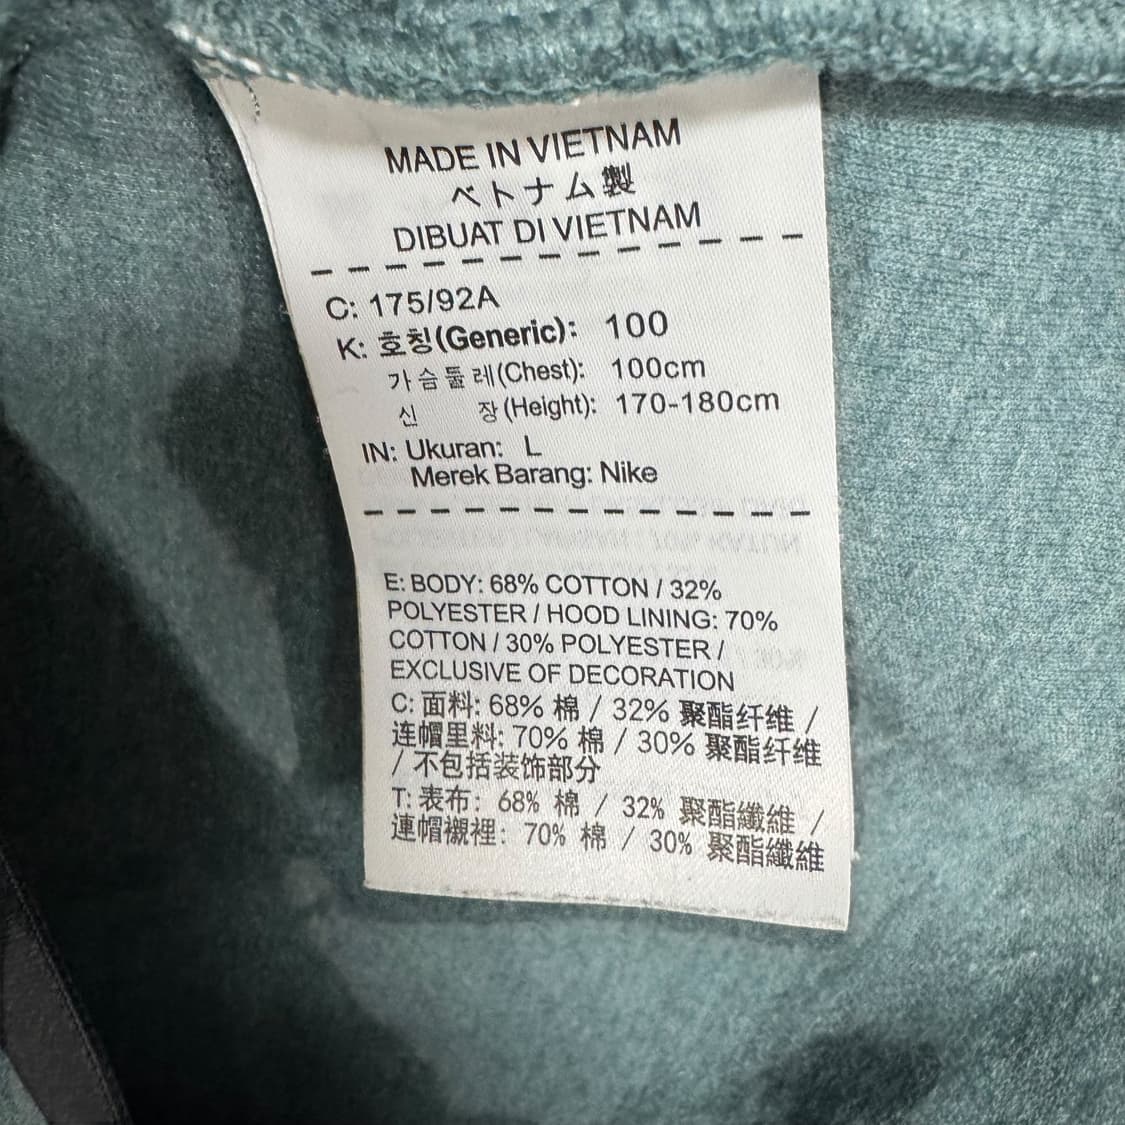 MADE IN VIETNAM
ベトナム製
DIBUAT DI VIETNAM
C: 175/92A
K: 호칭(Generic): 100
가슴둘레(Chest): 100cm
신 장(Height): 170-180cm
IN: Ukuran: L
Merek Barang: Nike
E: BODY: 68% COTTON / 32%
POLYESTER / HOOD LINING: 70%
COTTON / 30% POLYESTER /
EXCLUSIVE OF DECORATION
C: 面料: 68% 棉 / 32% 聚酯纤维 /
连帽里料: 70% 棉 / 30% 聚酯纤维
/ 不包括装饰部分
T: 表布: 68% 棉 / 32% 聚酯纖維 /
連帽襯裡: 70% 棉 / 30% 聚酯纖維